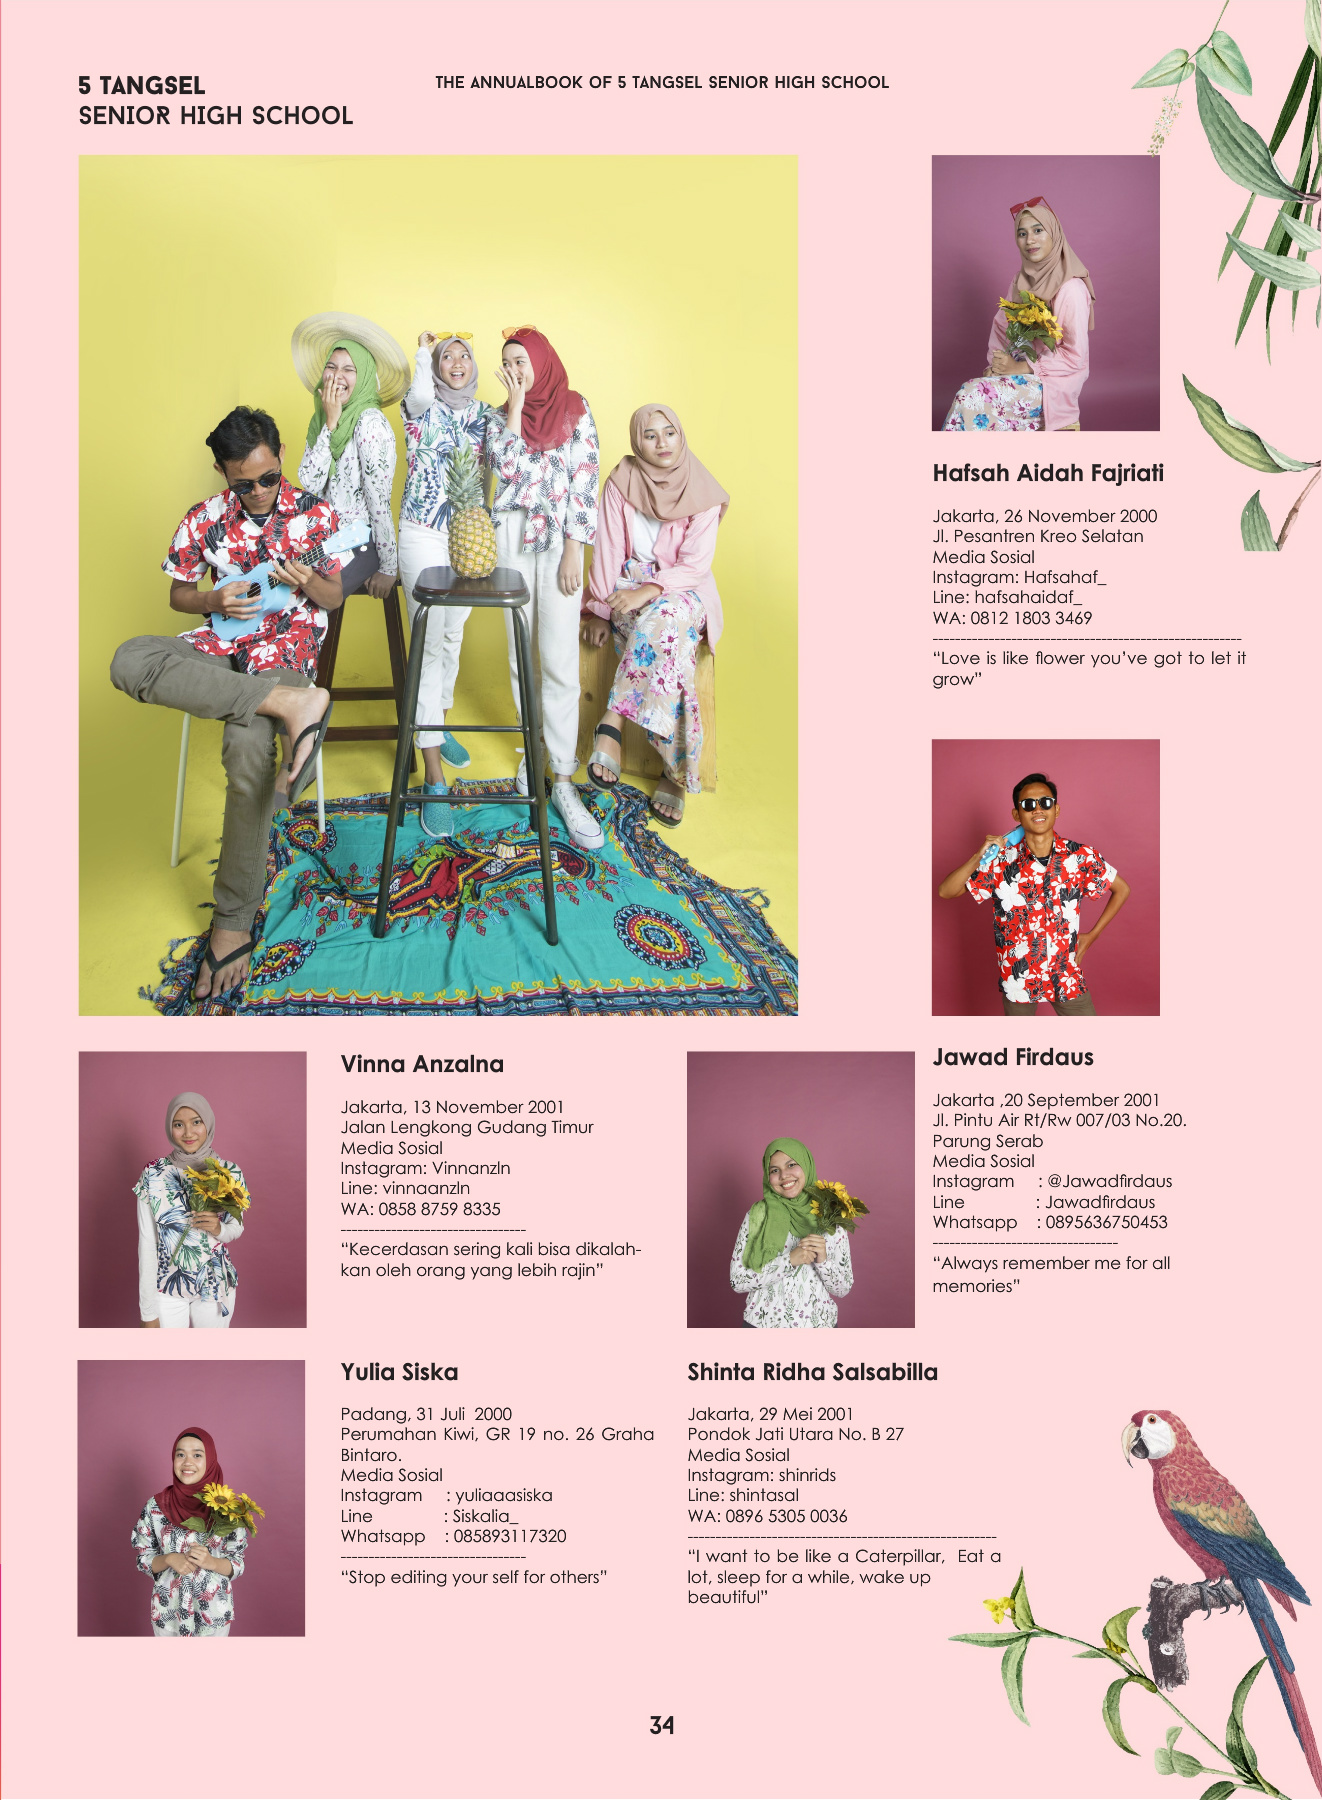 5 TANGSEL
SENIOR HIGH SCHOOL
THE ANNUALBOOK OF 5 TANGSEL SENIOR HIGH SCHOOL
Hafsah Aidah Fajriati
Jakarta, 26 November 2000
Jl. Pesantren Kreo Selatan
Media Sosial
Instagram: Hafsahaf_
Line: hafsahaidaf_
WA: 0812 1803 3469
-------------------------------------------------------
“Love is like flower you’ve got to let it
grow”
Jawad Firdaus
Jakarta ,20 September 2001
Jl. Pintu Air Rt/Rw 007/03 No.20.
Parung Serab
Media Sosial
Instagram : @Jawadfirdaus
Line : Jawadfirdaus
Whatsapp : 0895636750453
---------------------------------
“Always remember me for all
memories”
Vinna Anzalna
Jakarta, 13 November 2001
Jalan Lengkong Gudang Timur
Media Sosial
Instagram: Vinnanzln
Line: vinnaanzln
WA: 0858 8759 8335
---------------------------------
“Kecerdasan sering kali bisa dikalah-
kan oleh orang yang lebih rajin”
Yulia Siska
Padang, 31 Juli 2000
Perumahan Kiwi, GR 19 no. 26 Graha
Bintaro.
Media Sosial
Instagram : yuliaaasiska
Line : Siskalia_
Whatsapp : 085893117320
---------------------------------
“Stop editing your self for others”
Shinta Ridha Salsabilla
Jakarta, 29 Mei 2001
Pondok Jati Utara No. B 27
Media Sosial
Instagram: shinrids
Line: shintasal
WA: 0896 5305 0036
-------------------------------------------------------
“I want to be like a Caterpillar, Eat a
lot, sleep for a while, wake up
beautiful”
34